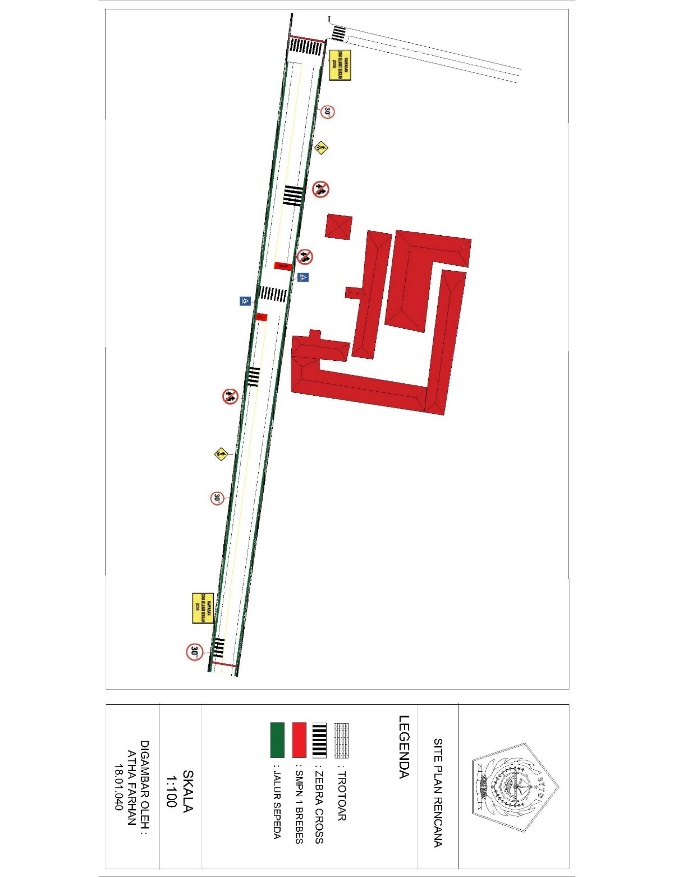 30
30
30
30
SITE PLAN RENCANA
LEGENDA
: TROTOAR
: ZEBRA CROSS
: SMPN 1 BREBES
: JALUR SEPEDA
SKALA
1:100
DIGAMBAR OLEH :
ATHA FARHAN
18.01.040